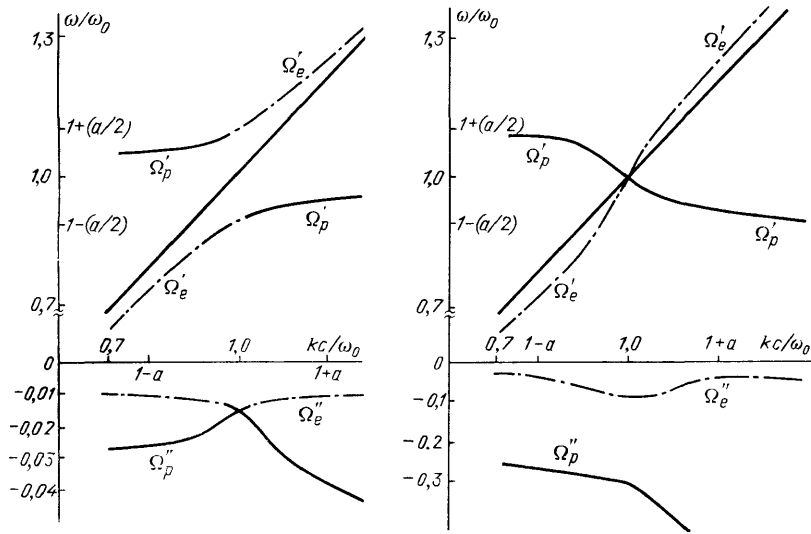 ω/ω₀
1,3
1+(a/2)
1,0
1−(a/2)
0,7
Ω′ₑ
Ω′ₚ
Ω′ₚ
Ω′ₑ
0,7
1,0
kc/ω₀
1−a
1+a
0
−0,01
−0,02
−0,03
−0,04
Ω″ₑ
Ω″ₚ
ω/ω₀
1,3
1+(a/2)
1,0
1−(a/2)
0,7
Ω′ₑ
Ω′ₚ
Ω′ₚ
Ω′ₑ
0,7
1−a
1,0
1+a
kc/ω₀
0
−0,1
−0,2
−0,3
Ω″ₑ
Ω″ₚ